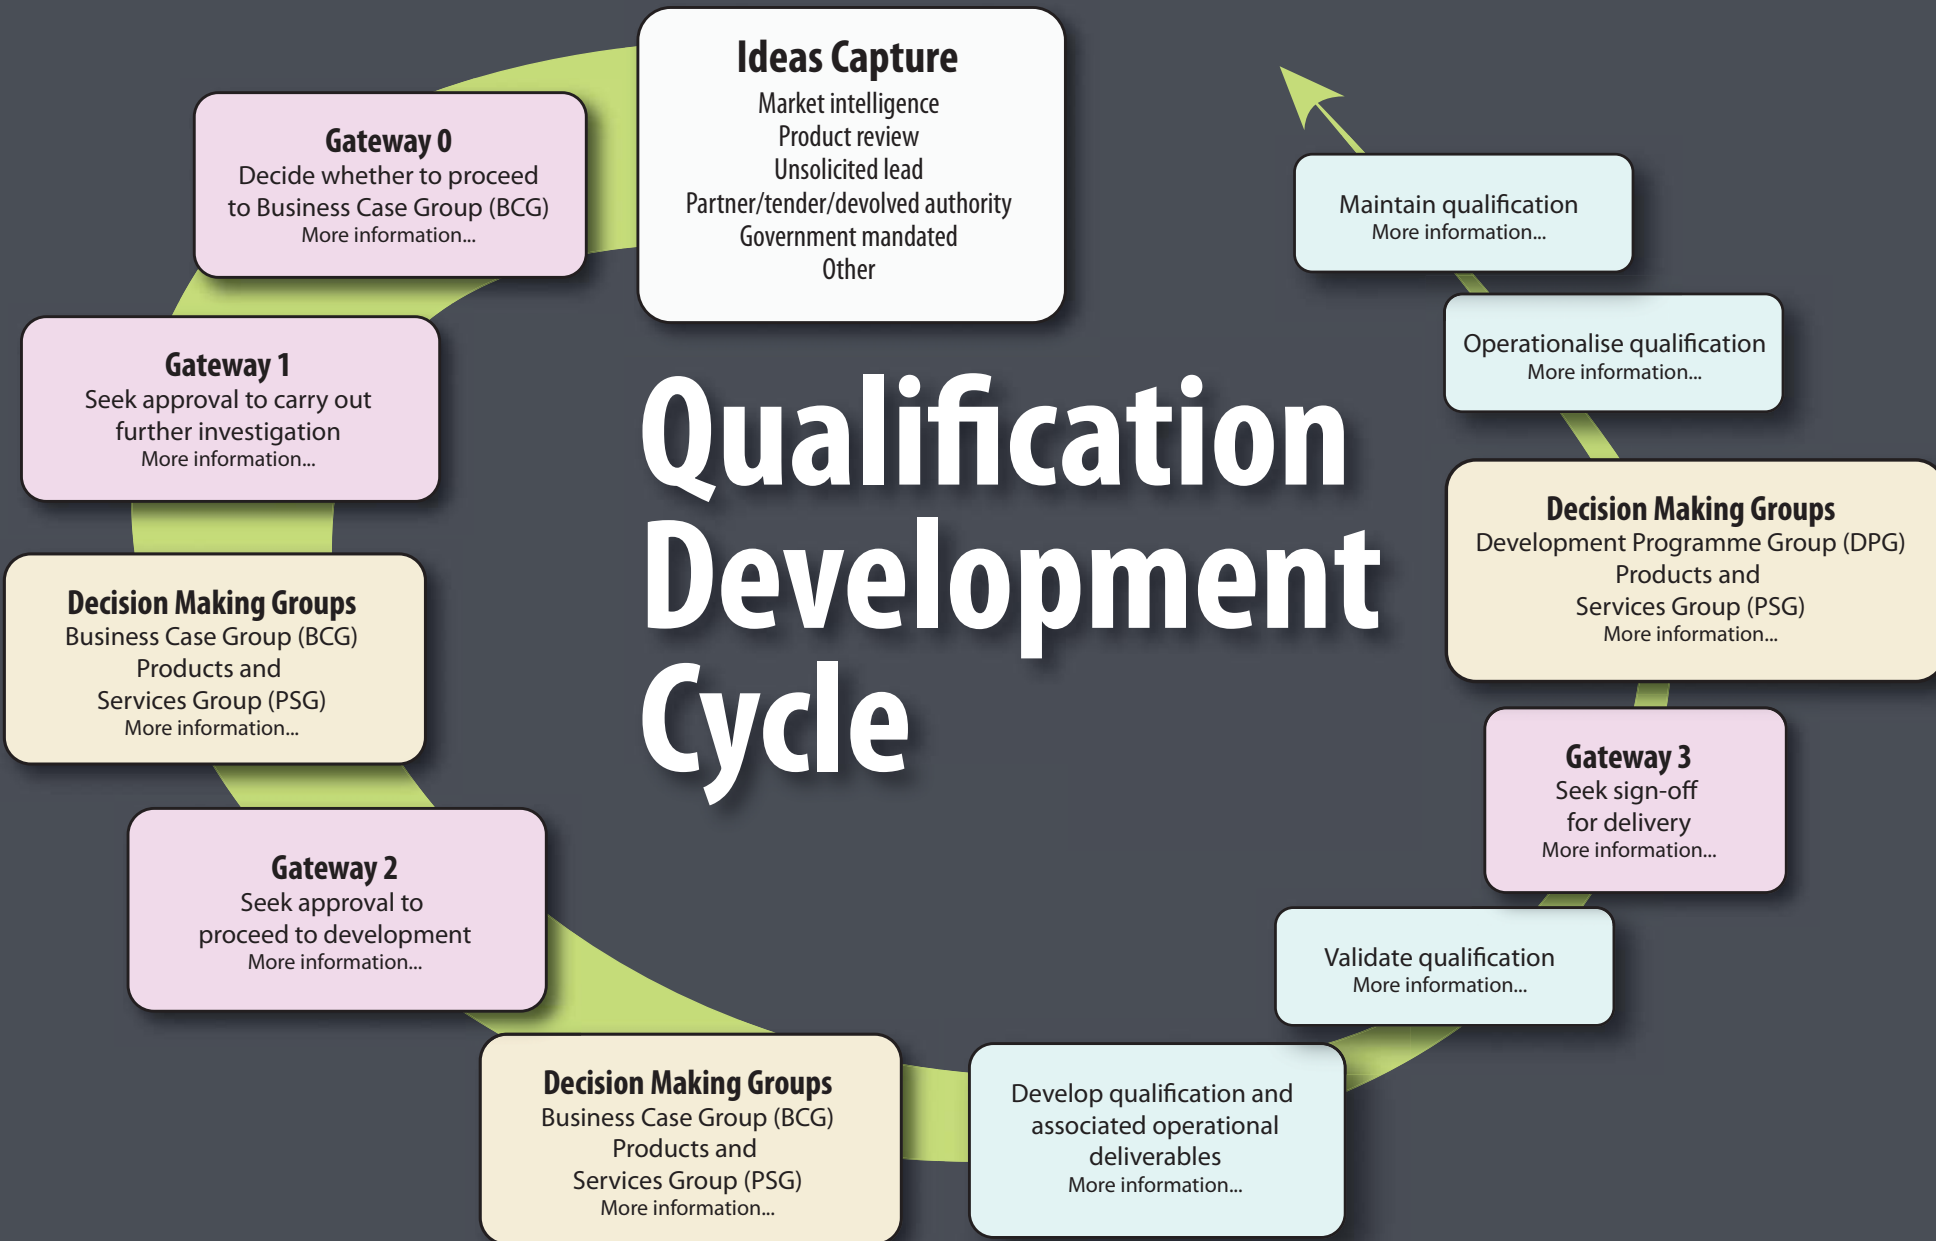 Ideas Capture
Market intelligence
Product review
Unsolicited lead
Partner/tender/devolved authority
Government mandated
Other
Gateway 0
Decide whether to proceed
to Business Case Group (BCG)
More information...
Gateway 1
Seek approval to carry out
further investigation
More information...
Decision Making Groups
Business Case Group (BCG)
Products and
Services Group (PSG)
More information...
Gateway 2
Seek approval to
proceed to development
More information...
Decision Making Groups
Business Case Group (BCG)
Products and
Services Group (PSG)
More information...
Develop qualification and
associated operational
deliverables
More information...
Validate qualification
More information...
Gateway 3
Seek sign-off
for delivery
More information...
Decision Making Groups
Development Programme Group (DPG)
Products and
Services Group (PSG)
More information...
Operationalise qualification
More information...
Maintain qualification
More information...
Qualification
Development
Cycle